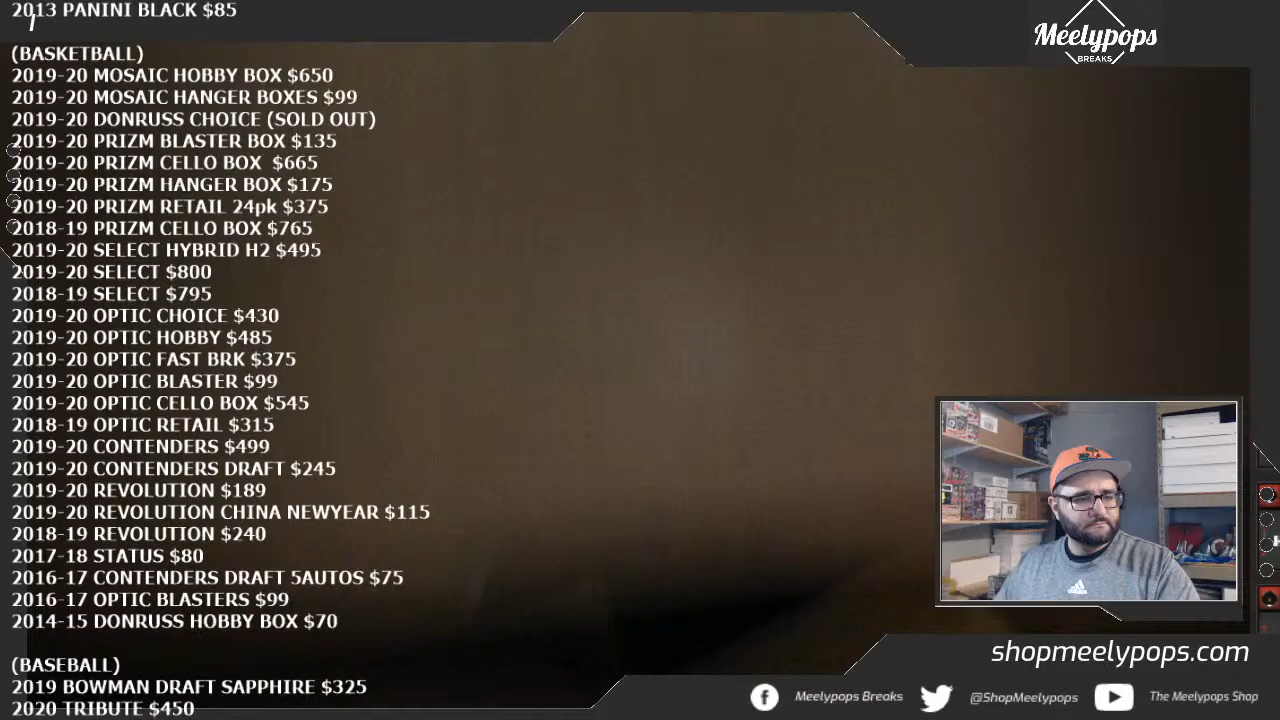 2013 PANINI BLACK $85
(BASKETBALL)
2019-20 MOSAIC HOBBY BOX $650
2019-20 MOSAIC HANGER BOXES $99
2019-20 DONRUSS CHOICE (SOLD OUT)
2019-20 PRIZM BLASTER BOX $135
2019-20 PRIZM CELLO BOX  $665
2019-20 PRIZM HANGER BOX $175
2019-20 PRIZM RETAIL 24pk $375
2018-19 PRIZM CELLO BOX $765
2019-20 SELECT HYBRID H2 $495
2019-20 SELECT $800
2018-19 SELECT $795
2019-20 OPTIC CHOICE $430
2019-20 OPTIC HOBBY $485
2019-20 OPTIC FAST BRK $375
2019-20 OPTIC BLASTER $99
2019-20 OPTIC CELLO BOX $545
2018-19 OPTIC RETAIL $315
2019-20 CONTENDERS $499
2019-20 CONTENDERS DRAFT $245
2019-20 REVOLUTION $189
2019-20 REVOLUTION CHINA NEWYEAR $115
2018-19 REVOLUTION $240
2017-18 STATUS $80
2016-17 CONTENDERS DRAFT 5AUTOS $75
2016-17 OPTIC BLASTERS $99
2014-15 DONRUSS HOBBY BOX $70
(BASEBALL)
2019 BOWMAN DRAFT SAPPHIRE $325
2020 TRIBUTE $450
Meelypops
BREAKS
adidas
shopmeelypops.com
Meelypops Breaks
@ShopMeelypops
The Meelypops Shop